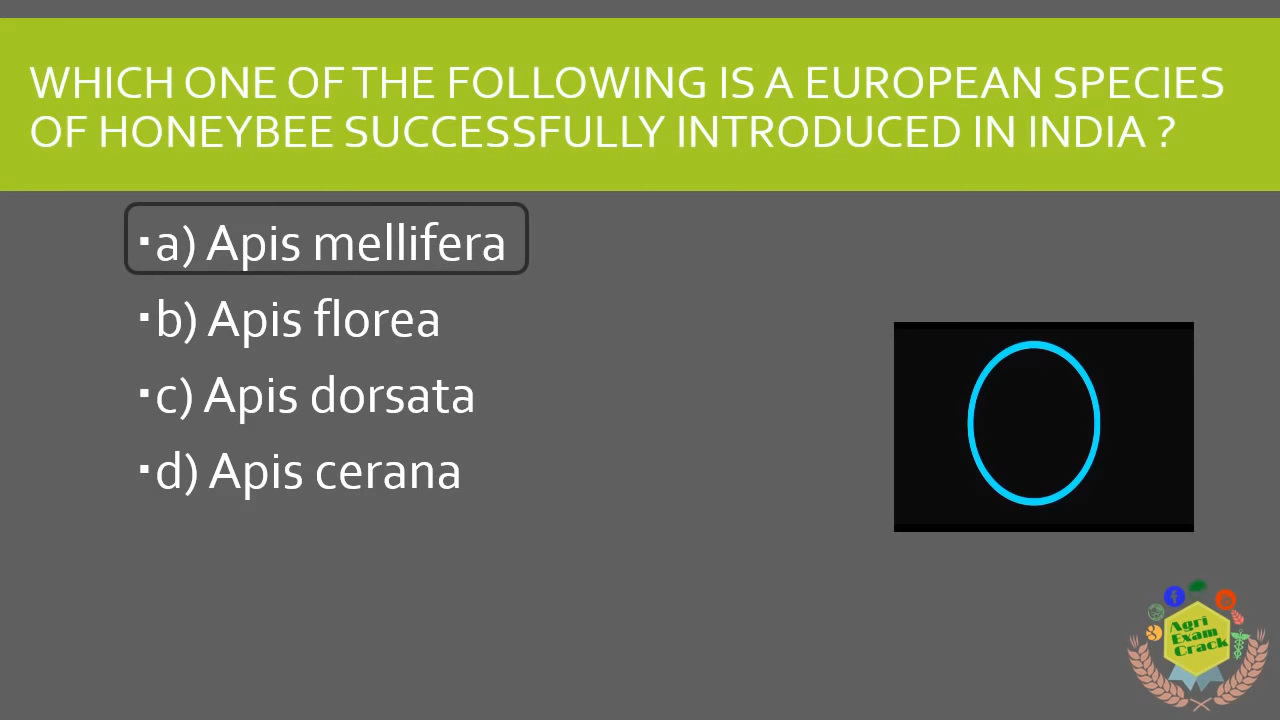 WHICH ONE OF THE FOLLOWING IS A EUROPEAN SPECIES
OF HONEYBEE SUCCESSFULLY INTRODUCED IN INDIA ?
▪a) Apis mellifera
▪b) Apis florea
▪c) Apis dorsata
▪d) Apis cerana
Agri
Exam
Crack